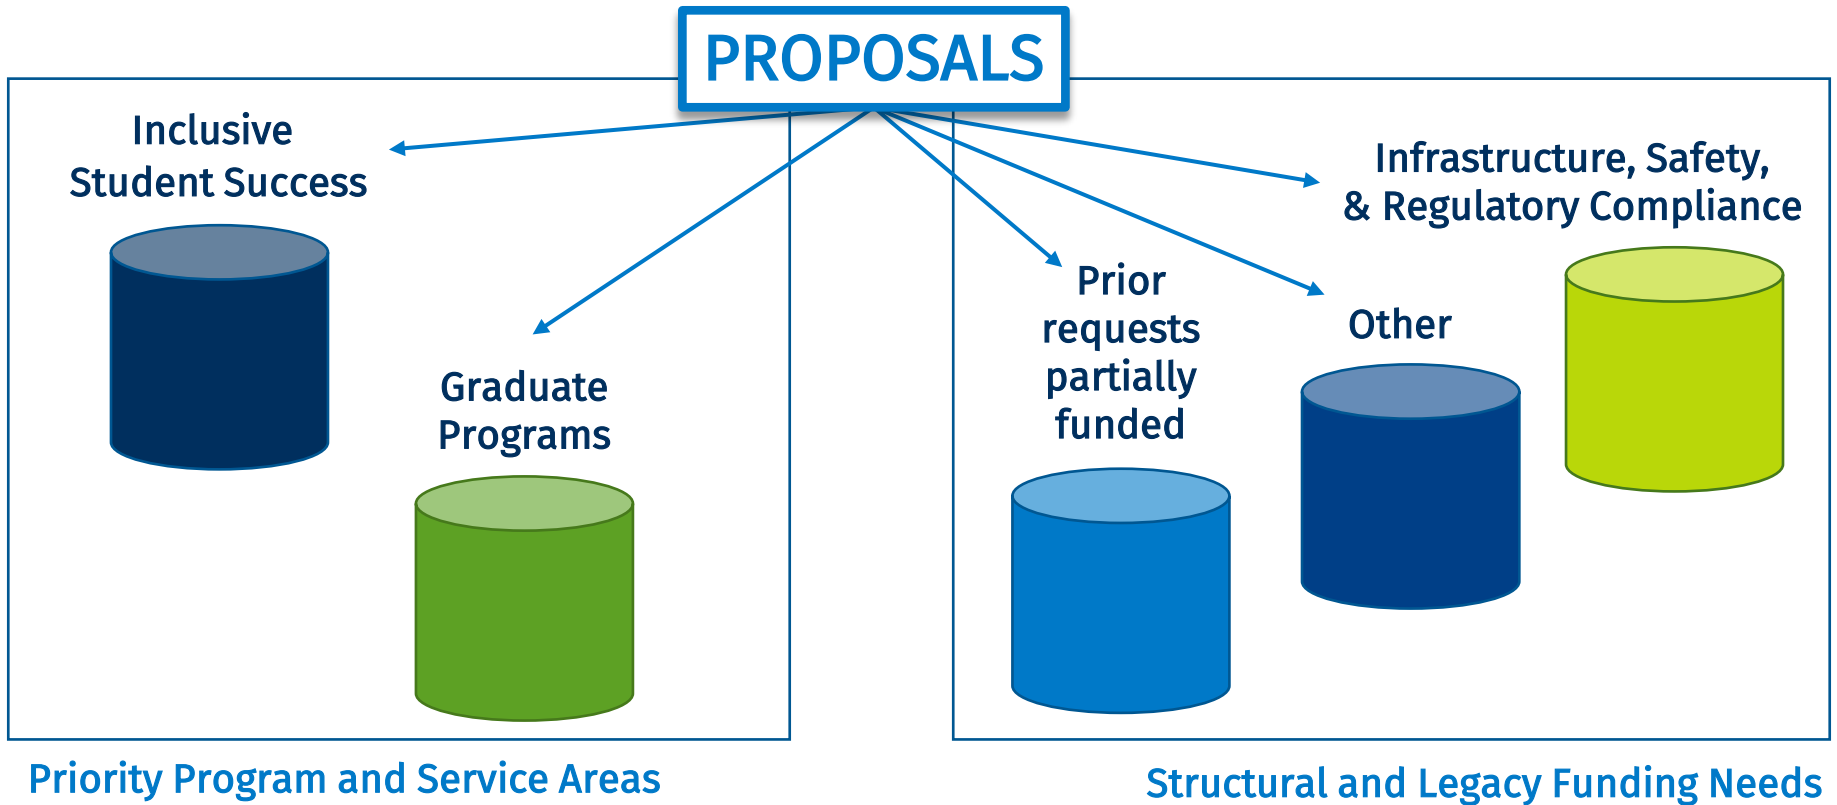 PROPOSALS
Inclusive
Student Success
Graduate
Programs
Priority Program and Service Areas
Prior
requests
partially
funded
Other
Infrastructure, Safety,
& Regulatory Compliance
Structural and Legacy Funding Needs